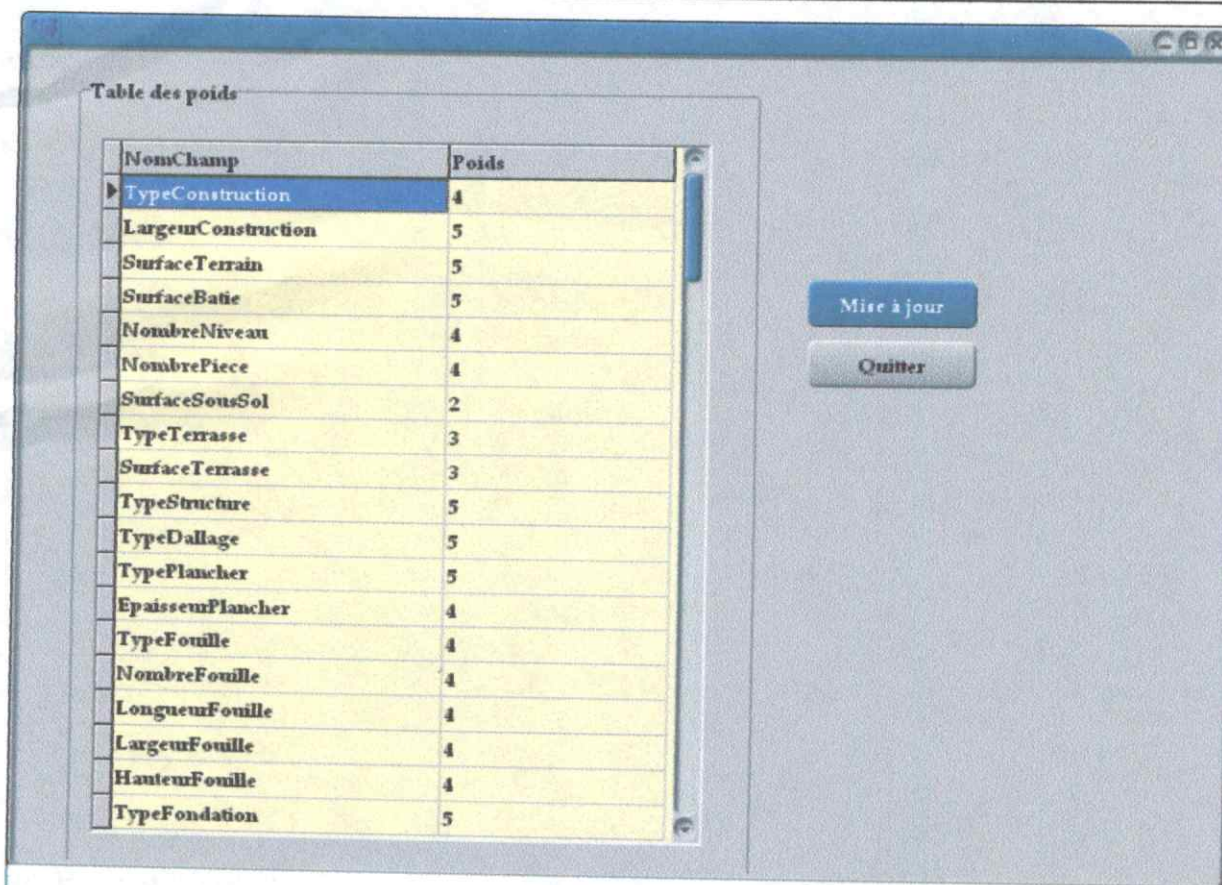 Table des poids
NomChamp Poids
TypeConstruction 4
LargeurConstruction 5
SurfaceTerrain 5
SurfaceBatie 5
NombreNiveau 4
NombrePiece 4
SurfaceSousSol 2
TypeTerrasse 3
SurfaceTerrasse 3
TypeStructure 5
TypeDallage 5
TypePlancher 5
EpaisseurPlancher 4
TypeFouille 4
NombreFouille 4
LongueurFouille 4
LargeurFouille 4
HauteurFouille 4
TypeFondation 5
Mise à jour
Quitter